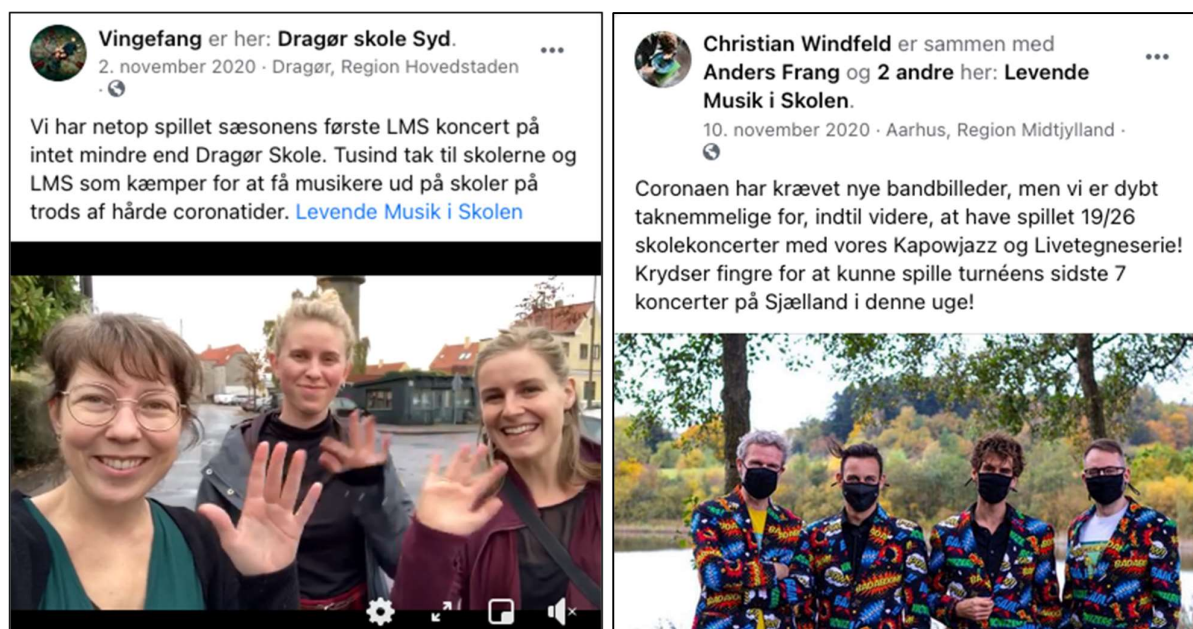 Vingefang er her: Dragør skole Syd.
2. november 2020 · Dragør, Region Hovedstaden
·
Vi har netop spillet sæsonens første LMS koncert på
intet mindre end Dragør Skole. Tusind tak til skolerne og
LMS som kæmper for at få musikere ud på skoler på
trods af hårde coronatider. Levende Musik i Skolen
Christian Windfeld er sammen med
Anders Frang og 2 andre her: Levende
Musik i Skolen.
10. november 2020 · Aarhus, Region Midtjylland ·
Coronaen har krævet nye bandbilleder, men vi er dybt
taknemmelige for, indtil videre, at have spillet 19/26
skolekoncerter med vores Kapowjazz og Livetegneserie!
Krydser fingre for at kunne spille turnéens sidste 7
koncerter på Sjælland i denne uge!